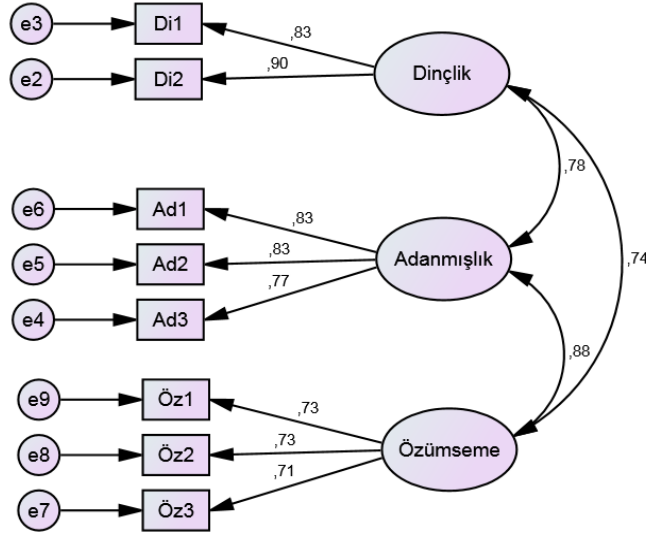 e3 Di1 ,83
e2 Di2 ,90 Dinçlik
,78
e6 Ad1 ,83
e5 Ad2 ,83 Adanmışlık ,74
e4 Ad3 ,77
,88
e9 Öz1 ,73
e8 Öz2 ,73 Özümseme
e7 Öz3 ,71